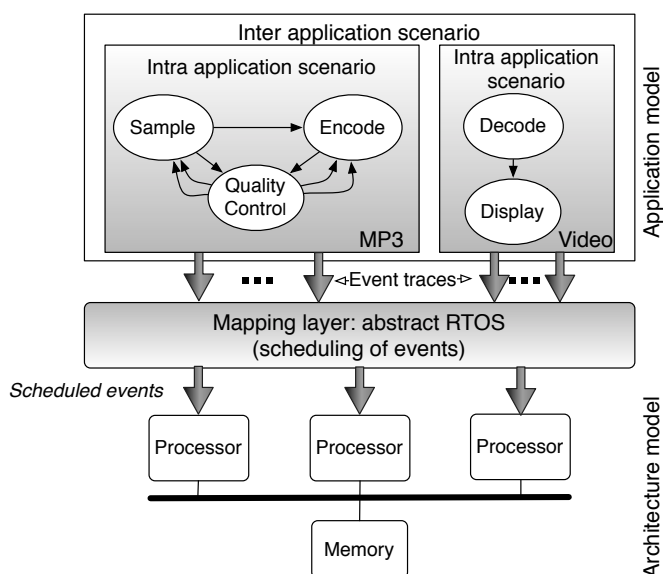 Inter application scenario
Intra application scenario
Intra application
scenario
Sample
Encode
Decode
Quality
Control
Display
MP3
Video
Application model
Event traces
Mapping layer: abstract RTOS
(scheduling of events)
Scheduled events
Processor
Processor
Processor
Memory
Architecture model